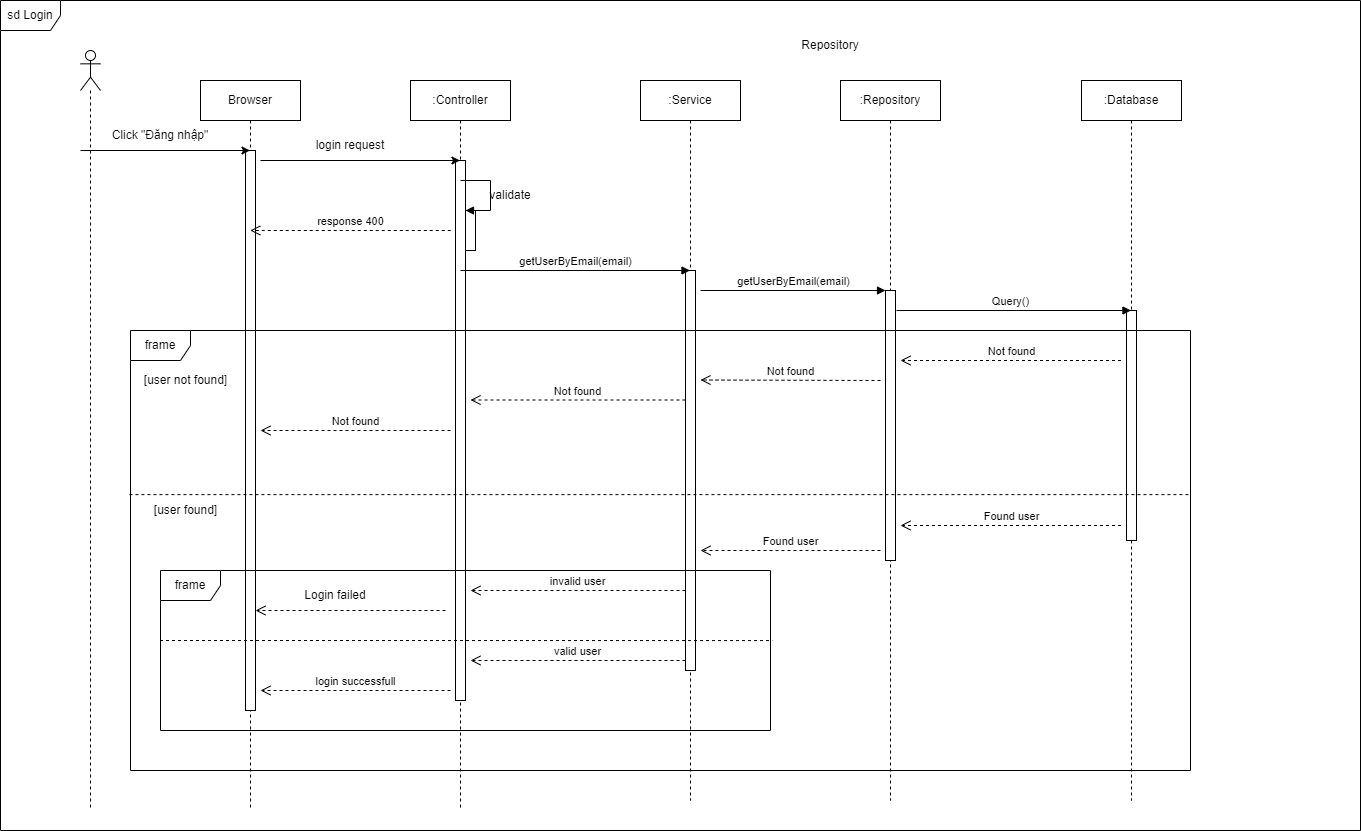 sd Login
Repository
Browser
:Controller
:Service
:Repository
:Database
Click "Đăng nhập"
login request
validate
response 400
getUserByEmail(email)
getUserByEmail(email)
Query()
frame
Not found
[user not found]
Not found
Not found
Not found
[user found]
Found user
Found user
frame
invalid user
Login failed
valid user
login successfull